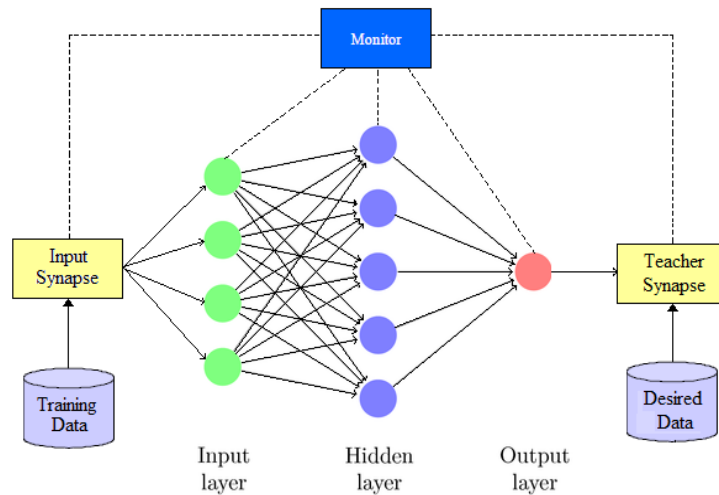 Monitor
Input
Synapse
Teacher
Synapse
Training
Data
Desired
Data
Input
layer
Hidden
layer
Output
layer